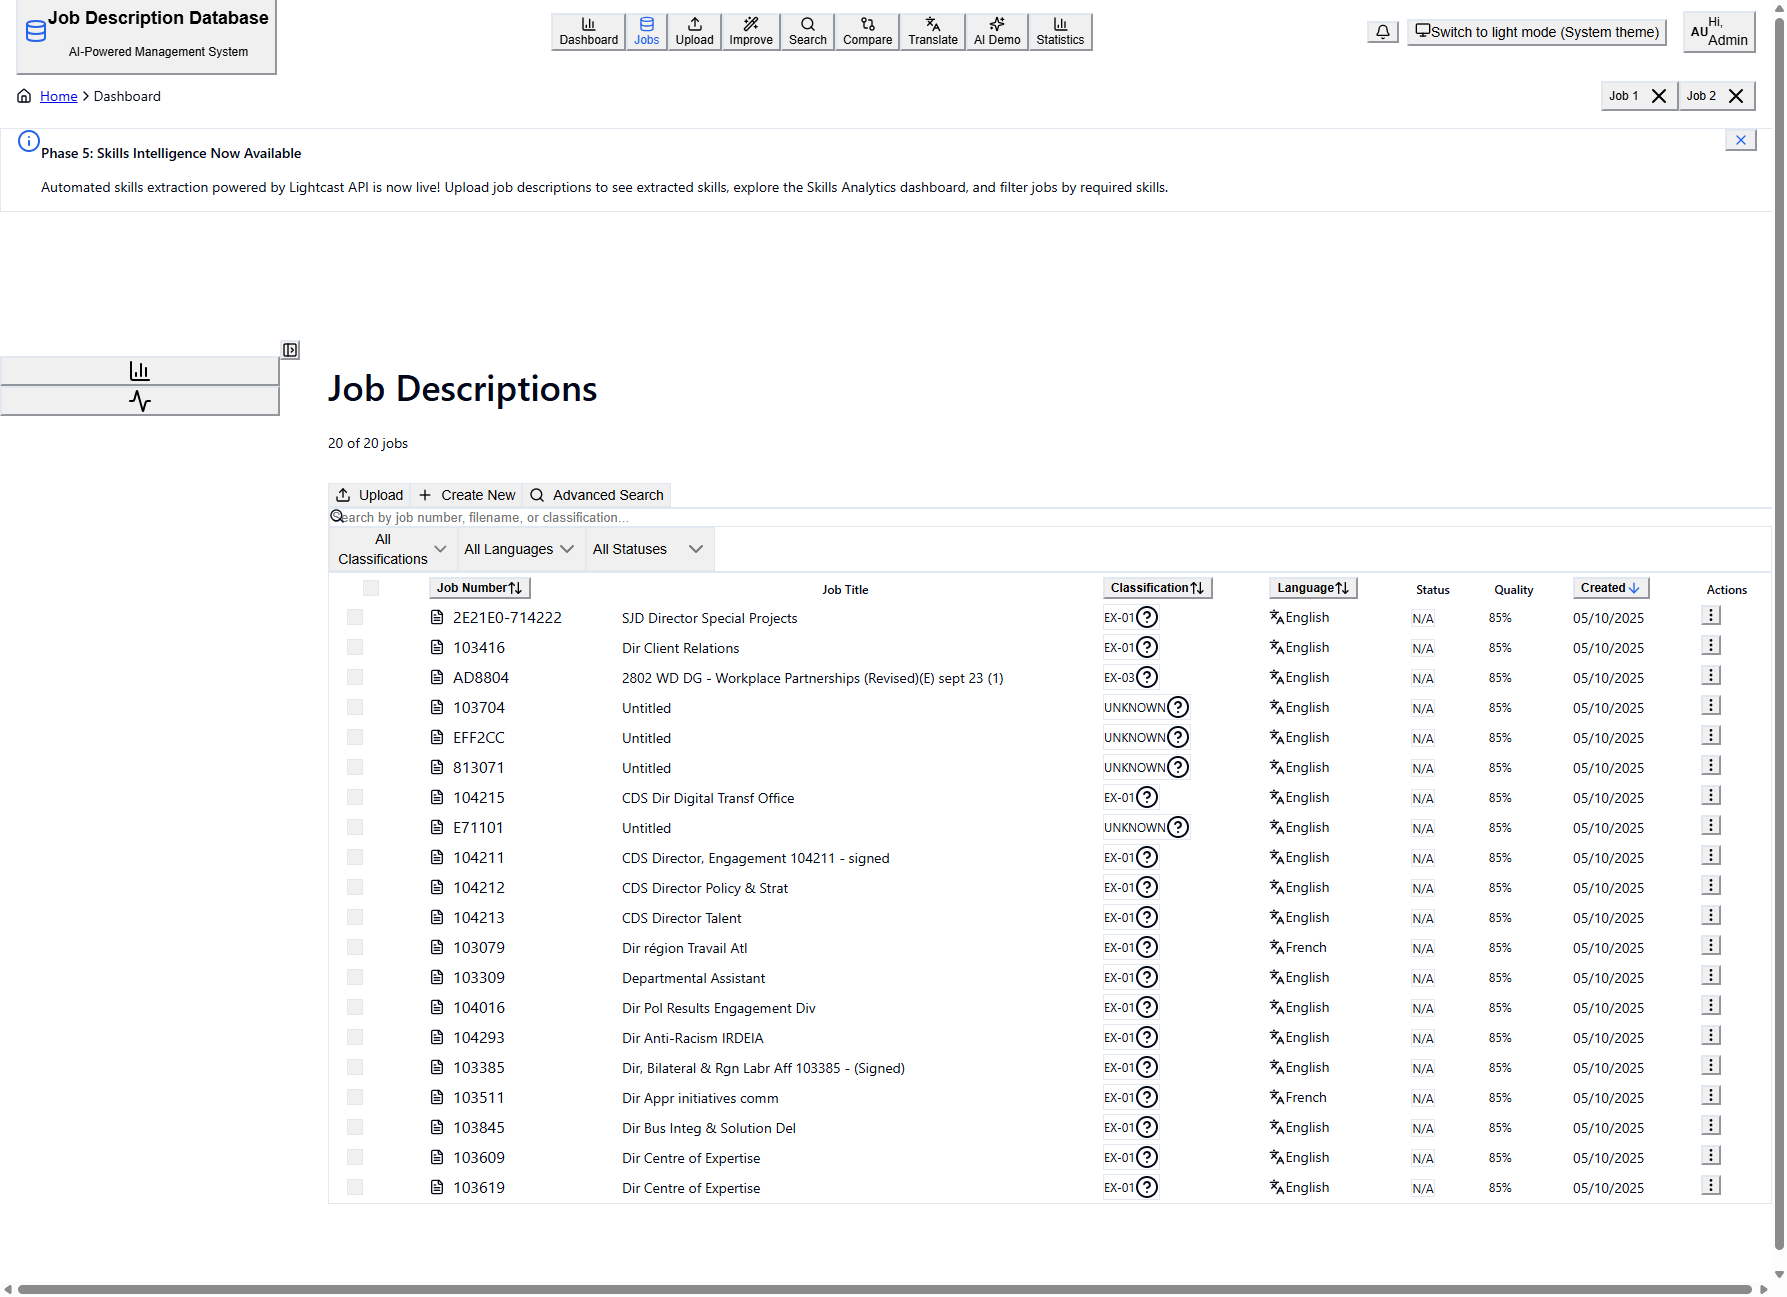 Job Description Database
AI-Powered Management System
Dashboard
Jobs
Upload
Improve
Search
Compare
Translate
AI Demo
Statistics
Switch to light mode (System theme)
AU
Hi,
Admin
Home
Dashboard
Job 1
Job 2
Phase 5: Skills Intelligence Now Available
Automated skills extraction powered by Lightcast API is now live! Upload job descriptions to see extracted skills, explore the Skills Analytics dashboard, and filter jobs by required skills.
Job Descriptions
20 of 20 jobs
Upload Create New Advanced Search
Search by job number, filename, or classification...
All Classifications All Languages All Statuses
Job Number Job Title Classification Language Status Quality Created Actions
2E21E0-714222 SJD Director Special Projects EX-01 English N/A 85% 05/10/2025
103416 Dir Client Relations EX-01 English N/A 85% 05/10/2025
AD8804 2802 WD DG - Workplace Partnerships (Revised)(E) sept 23 (1) EX-03 English N/A 85% 05/10/2025
103704 Untitled UNKNOWN English N/A 85% 05/10/2025
EFF2CC Untitled UNKNOWN English N/A 85% 05/10/2025
813071 Untitled UNKNOWN English N/A 85% 05/10/2025
104215 CDS Dir Digital Transf Office EX-01 English N/A 85% 05/10/2025
E71101 Untitled UNKNOWN English N/A 85% 05/10/2025
104211 CDS Director, Engagement 104211 - signed EX-01 English N/A 85% 05/10/2025
104212 CDS Director Policy & Strat EX-01 English N/A 85% 05/10/2025
104213 CDS Director Talent EX-01 English N/A 85% 05/10/2025
103079 Dir région Travail Atl EX-01 French N/A 85% 05/10/2025
103309 Departmental Assistant EX-01 English N/A 85% 05/10/2025
104016 Dir Pol Results Engagement Div EX-01 English N/A 85% 05/10/2025
104293 Dir Anti-Racism IRDEIA EX-01 English N/A 85% 05/10/2025
103385 Dir, Bilateral & Rgn Labr Aff 103385 - (Signed) EX-01 English N/A 85% 05/10/2025
103511 Dir Appr initiatives comm EX-01 French N/A 85% 05/10/2025
103845 Dir Bus Integ & Solution Del EX-01 English N/A 85% 05/10/2025
103609 Dir Centre of Expertise EX-01 English N/A 85% 05/10/2025
103619 Dir Centre of Expertise EX-01 English N/A 85% 05/10/2025